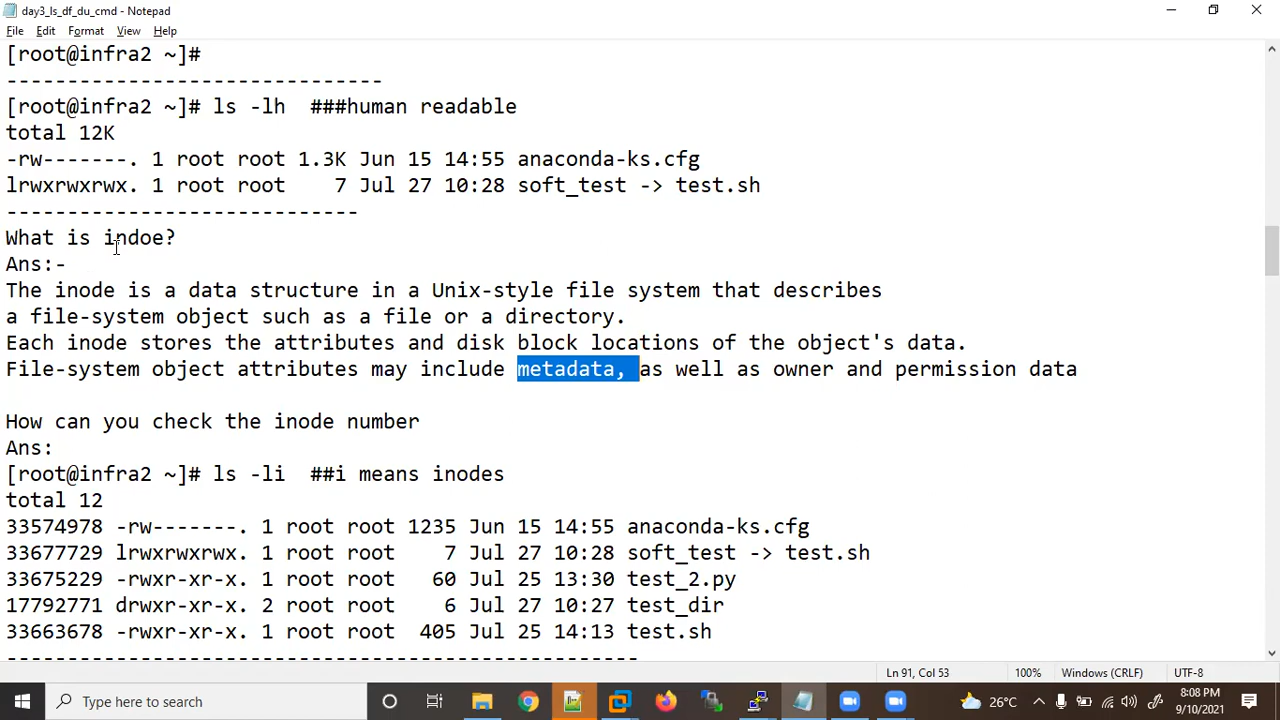 day3_ls_df_du_cmd - Notepad
File Edit Format View Help
[root@infra2 ~]#
-------------------------------
[root@infra2 ~]# ls -lh  ###human readable
total 12K
-rw-------. 1 root root 1.3K Jun 15 14:55 anaconda-ks.cfg
lrwxrwxrwx. 1 root root    7 Jul 27 10:28 soft_test -> test.sh
-----------------------------
What is indoe?
Ans:-
The inode is a data structure in a Unix-style file system that describes
a file-system object such as a file or a directory.
Each inode stores the attributes and disk block locations of the object's data.
File-system object attributes may include metadata, as well as owner and permission data
How can you check the inode number
Ans:
[root@infra2 ~]# ls -li  ##i means inodes
total 12
33574978 -rw-------. 1 root root 1235 Jun 15 14:55 anaconda-ks.cfg
33677729 lrwxrwxrwx. 1 root root    7 Jul 27 10:28 soft_test -> test.sh
33675229 -rwxr-xr-x. 1 root root   60 Jul 25 13:30 test_2.py
17792771 drwxr-xr-x. 2 root root    6 Jul 27 10:27 test_dir
33663678 -rwxr-xr-x. 1 root root  405 Jul 25 14:13 test.sh
----------------------------------------------------
Ln 91, Col 53 100% Windows (CRLF) UTF-8
Type here to search 26°C 8:08 PM
9/10/2021